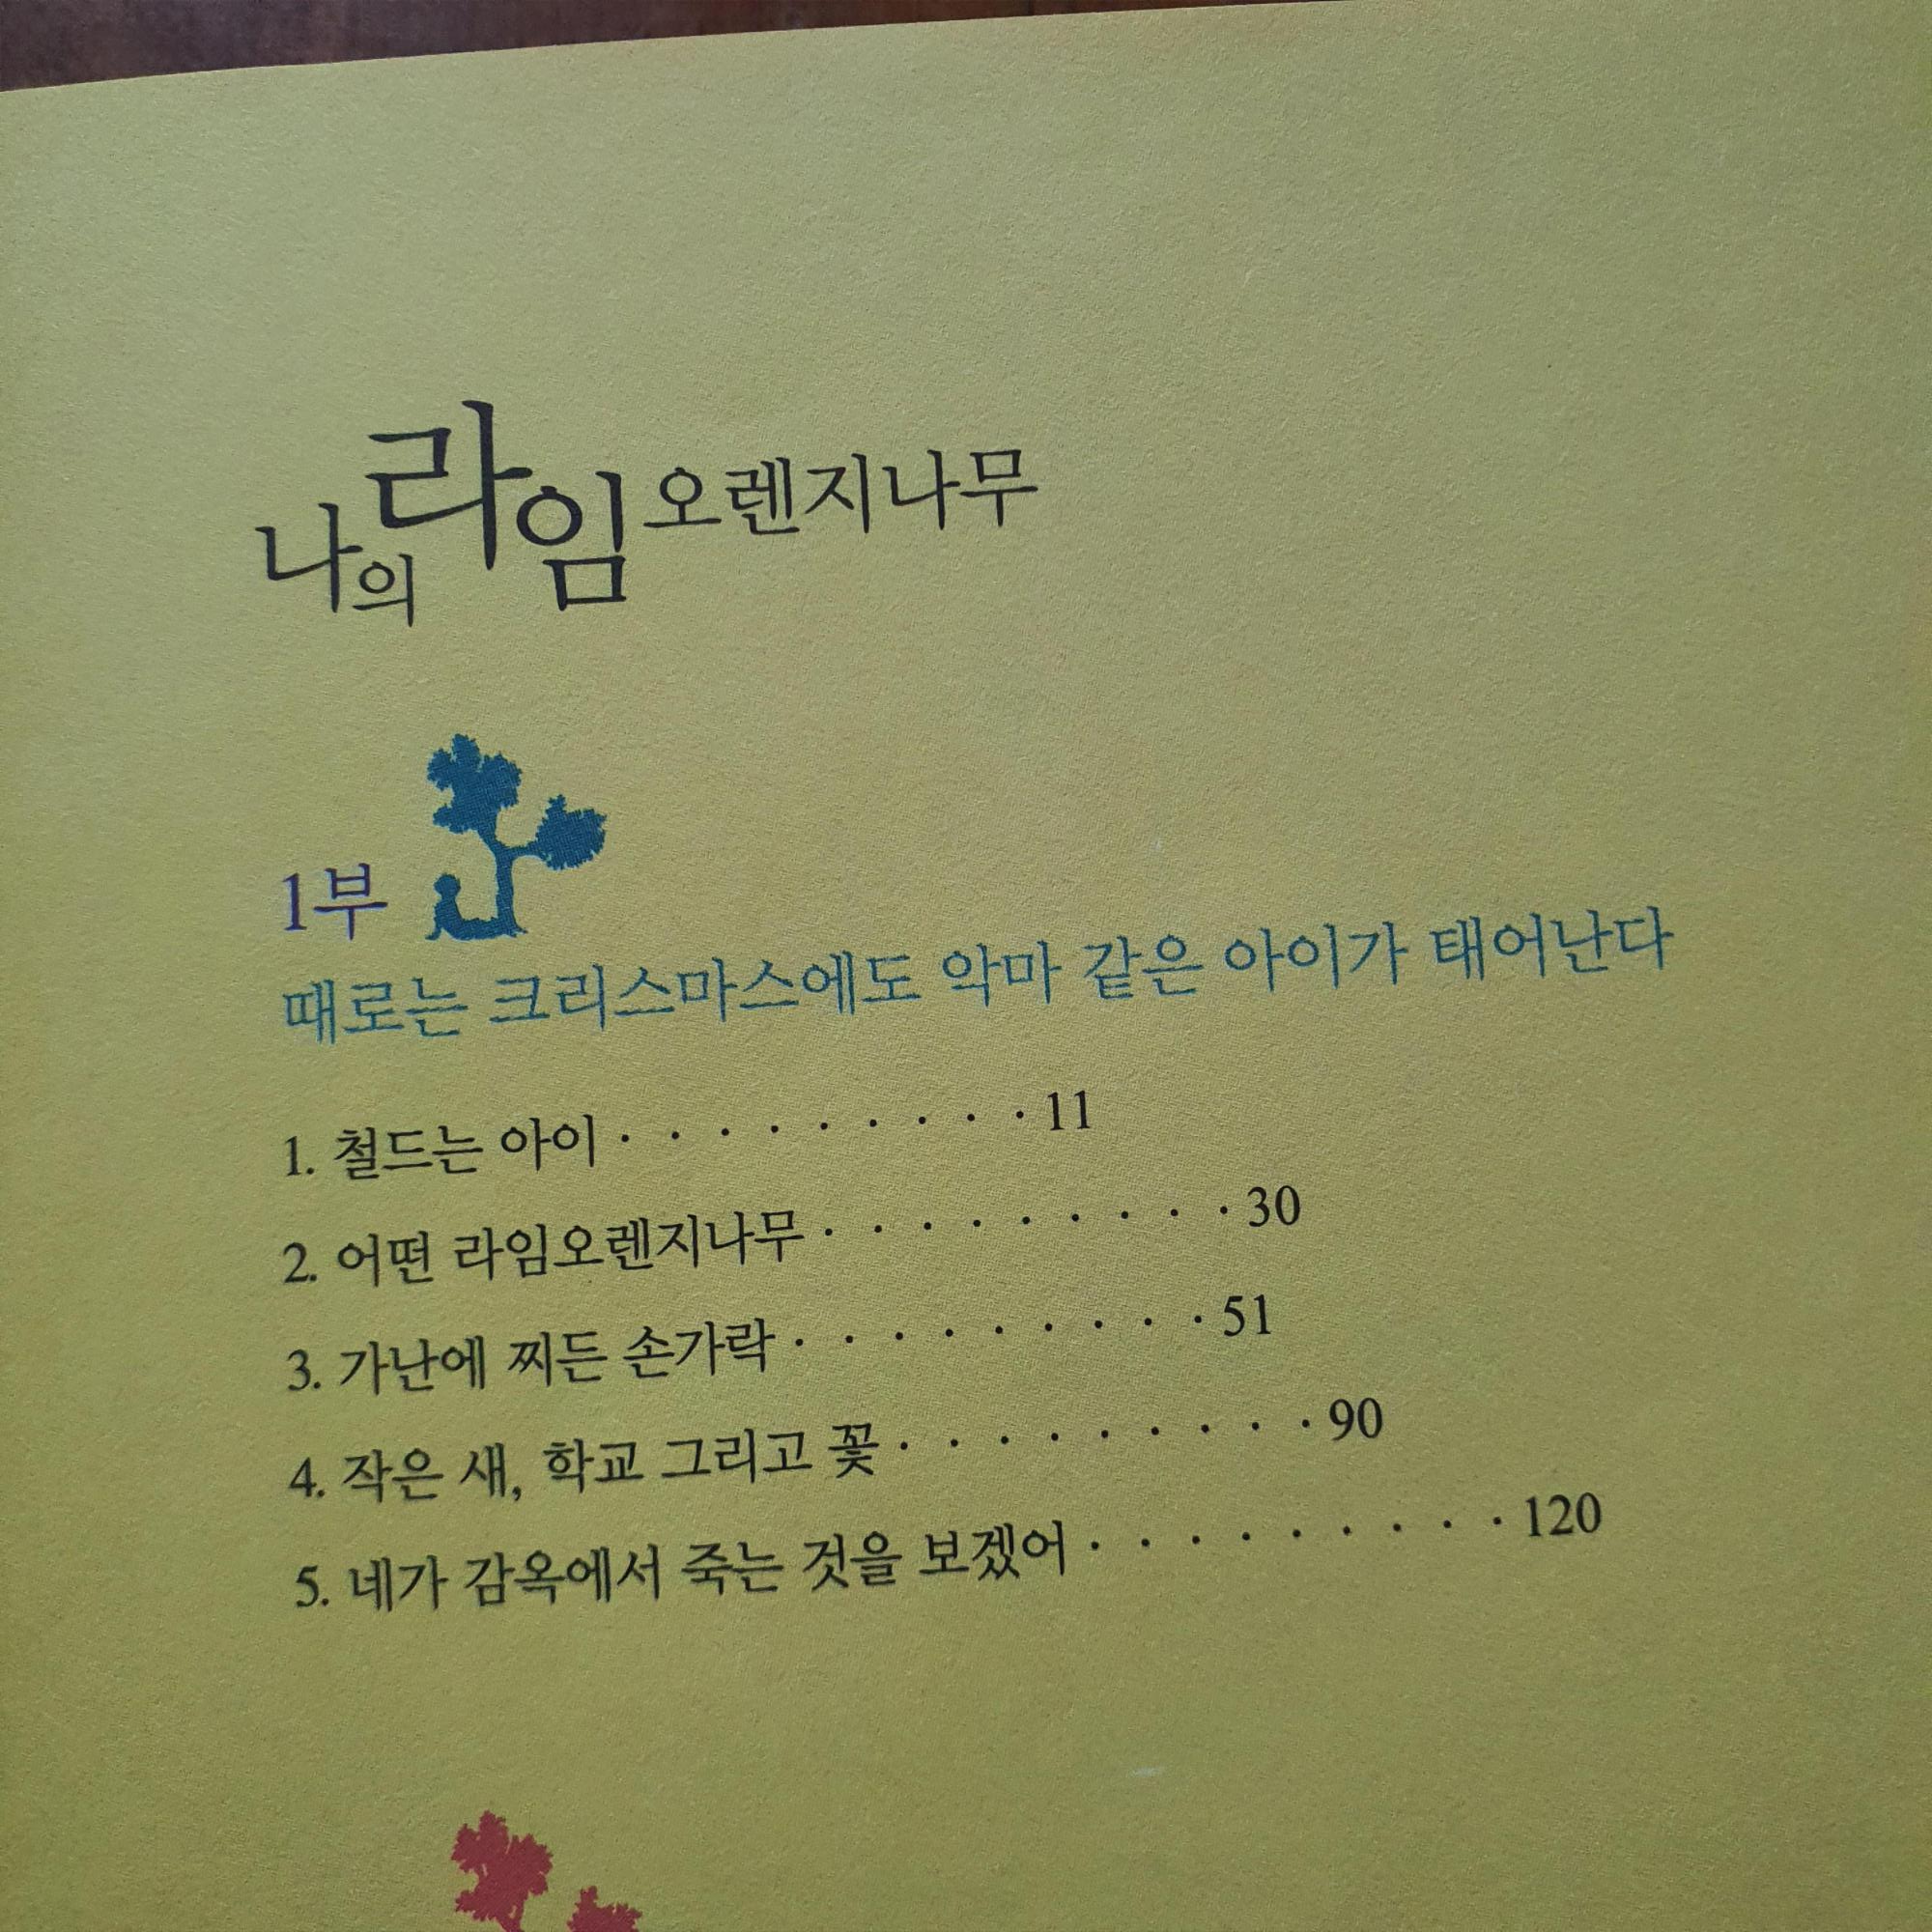 나의 라임오렌지나무
1부
때로는 크리스마스에도 악마 같은 아이가 태어난다
1. 철드는 아이 · · · · · · · · · 11
2. 어떤 라임오렌지나무 · · · · · · · · · 30
3. 가난에 찌든 손가락 · · · · · · · · · 51
4. 작은 새, 학교 그리고 꽃 · · · · · · · · · 90
5. 네가 감옥에서 죽는 것을 보겠어 · · · · · · · · · 120